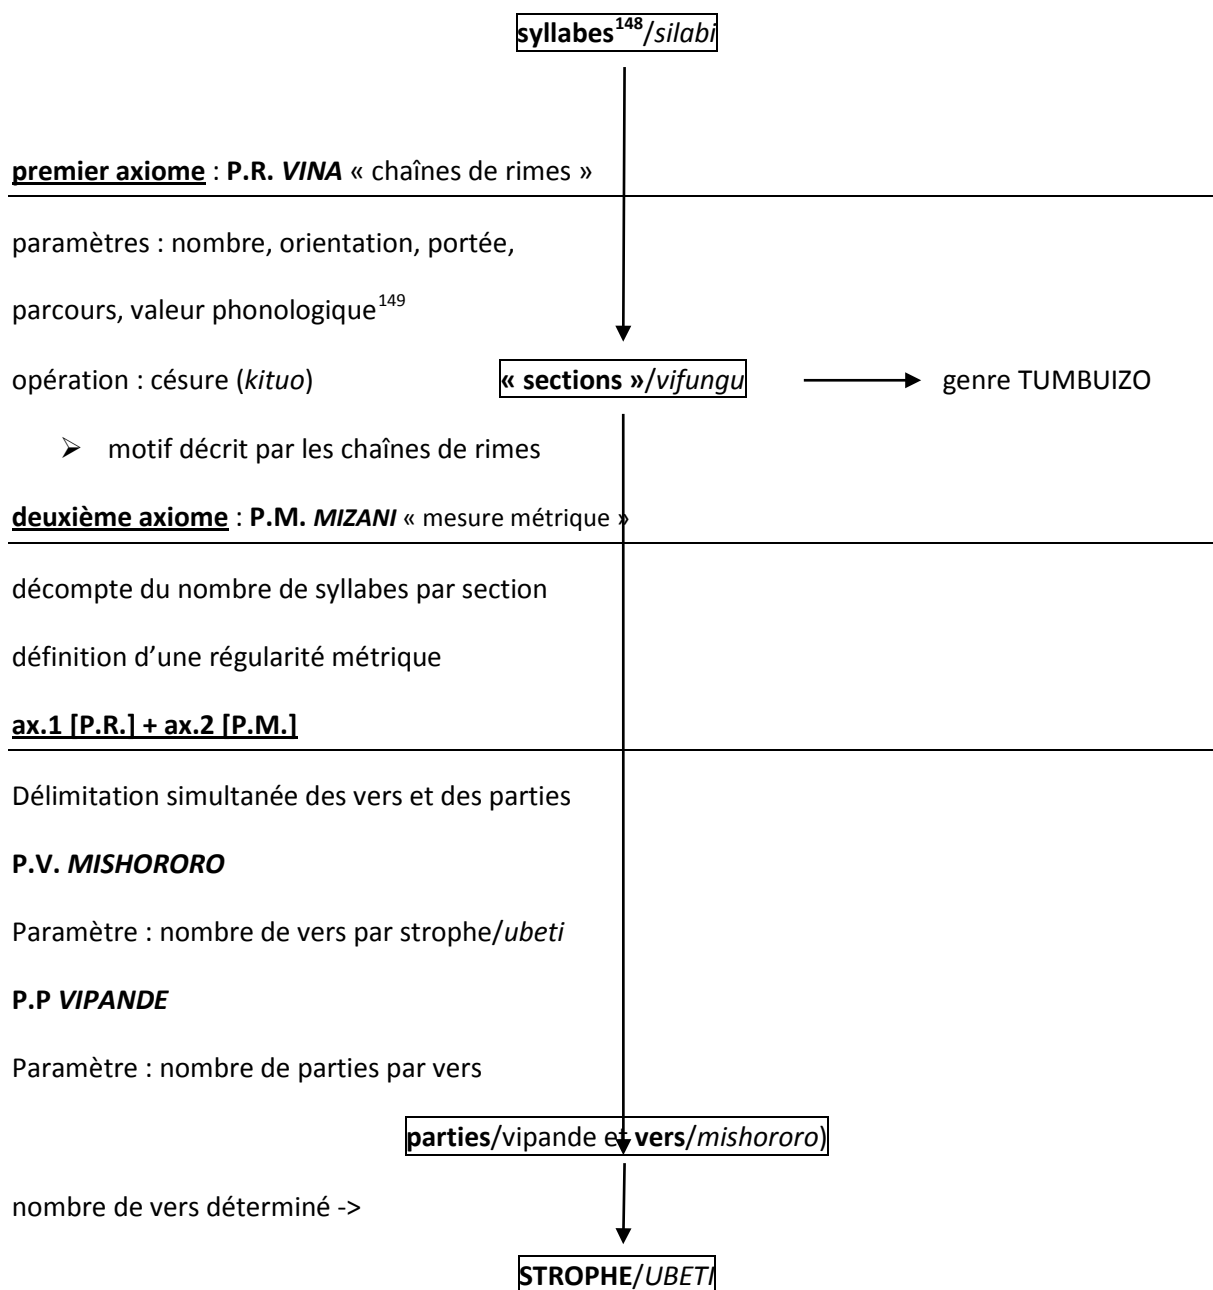 syllabes148/silabi
premier axiome : P.R. VINA « chaînes de rimes »
paramètres : nombre, orientation, portée,
parcours, valeur phonologique149
opération : césure (kituo) « sections »/vifungu genre TUMBUIZO
➢ motif décrit par les chaînes de rimes
deuxième axiome : P.M. MIZANI « mesure métrique »
décompte du nombre de syllabes par section
définition d’une régularité métrique
ax.1 [P.R.] + ax.2 [P.M.]
Délimitation simultanée des vers et des parties
P.V. MISHORORO
Paramètre : nombre de vers par strophe/ubeti
P.P VIPANDE
Paramètre : nombre de parties par vers
parties/vipande et vers/mishororo)
nombre de vers déterminé ->
STROPHE/UBETI